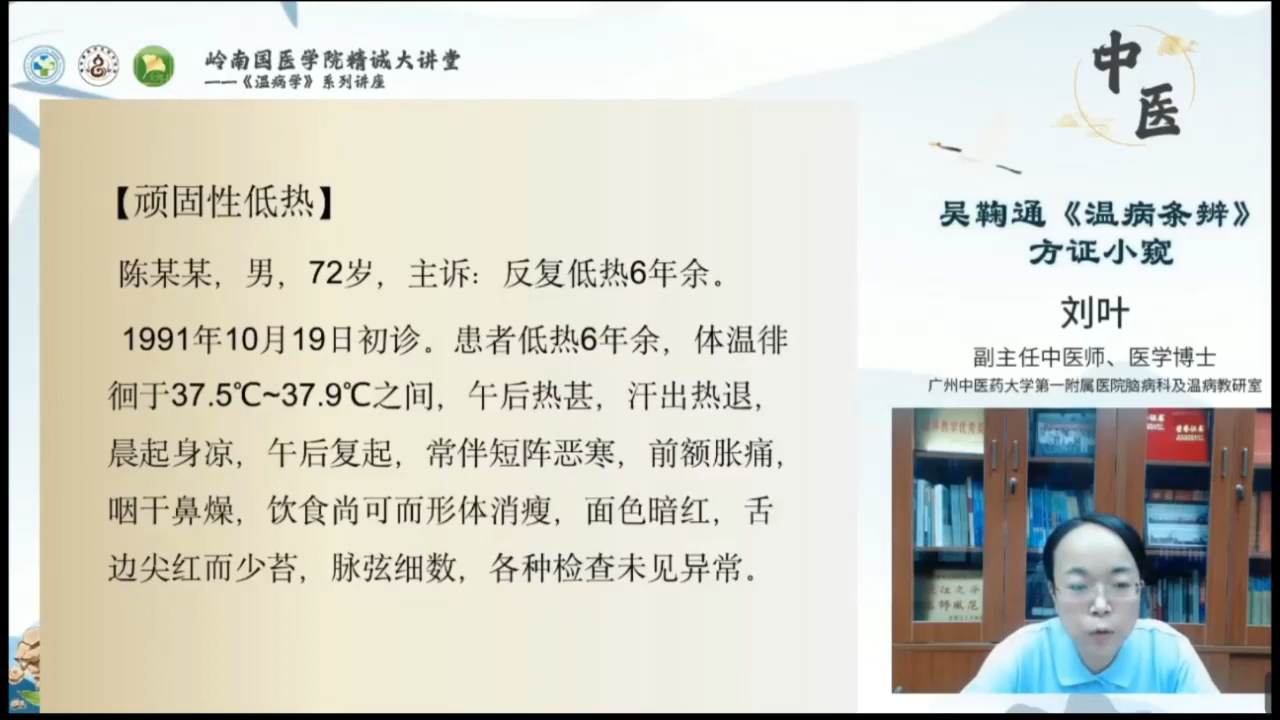 岭南国医学院精诚大讲堂
——《温病学》系列讲座
中医
【顽固性低热】
陈某某，男，72岁，主诉：反复低热6年余。
1991年10月19日初诊。患者低热6年余，体温徘
徊于37.5℃~37.9℃之间，午后热甚，汗出热退，
晨起身凉，午后复起，常伴短阵恶寒，前额胀痛，
咽干鼻燥，饮食尚可而形体消瘦，面色暗红，舌
边尖红而少苔，脉弦细数，各种检查未见异常。
吴鞠通《温病条辨》
方证小窥
刘叶
副主任中医师、医学博士
广州中医药大学第一附属医院脑病科及温病教研室